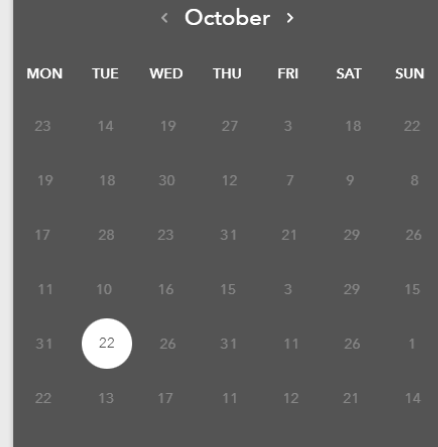 ‹ October ›
MON TUE WED THU FRI SAT SUN
23 14 19 27 3 18 22
19 18 30 12 7 9 8
17 28 23 31 21 29 26
11 10 16 15 3 29 15
31 22 26 31 11 26 1
22 13 17 11 12 21 14